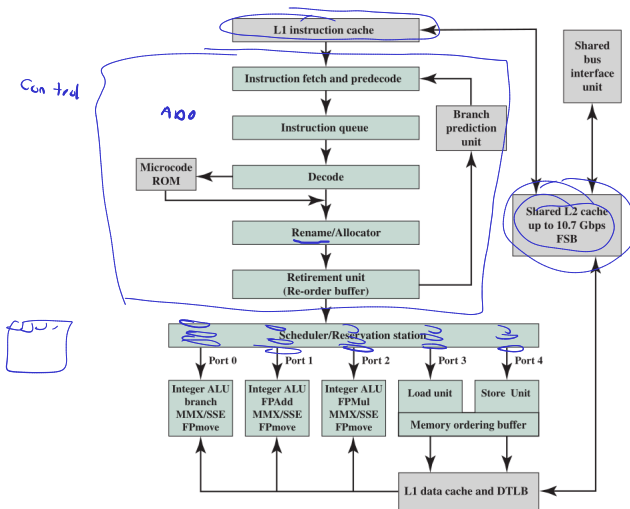 L1 instruction cache
Instruction fetch and predecode
Instruction queue
Microcode
ROM
Decode
Rename/Allocator
Retirement unit
(Re-order buffer)
Branch
prediction
unit
Shared
bus
interface
unit
Shared L2 cache
up to 10.7 Gbps
FSB
Control
Scheduler/Reservation station
Port 0
Port 1
Port 2
Port 3
Port 4
Integer ALU
branch
MMX/SSE
FPmove
Integer ALU
FPAdd
MMX/SSE
FPmove
Integer ALU
FPMul
MMX/SSE
FPmove
Load unit
Store Unit
Memory ordering buffer
L1 data cache and DTLB